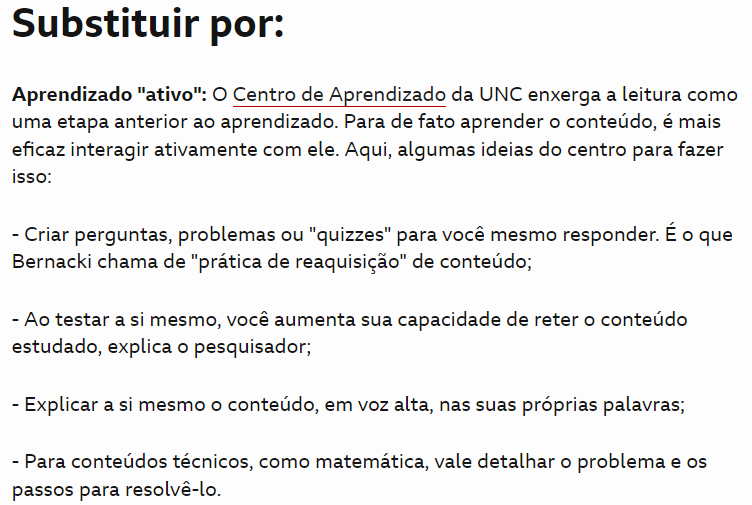 Substituir por:
Aprendizado "ativo": O Centro de Aprendizado da UNC enxerga a leitura como
uma etapa anterior ao aprendizado. Para de fato aprender o conteúdo, é mais
eficaz interagir ativamente com ele. Aqui, algumas ideias do centro para fazer
isso:
- Criar perguntas, problemas ou "quizzes" para você mesmo responder. É o que
Bernacki chama de "prática de reaquisição" de conteúdo;
- Ao testar a si mesmo, você aumenta sua capacidade de reter o conteúdo
estudado, explica o pesquisador;
- Explicar a si mesmo o conteúdo, em voz alta, nas suas próprias palavras;
- Para conteúdos técnicos, como matemática, vale detalhar o problema e os
passos para resolvê-lo.